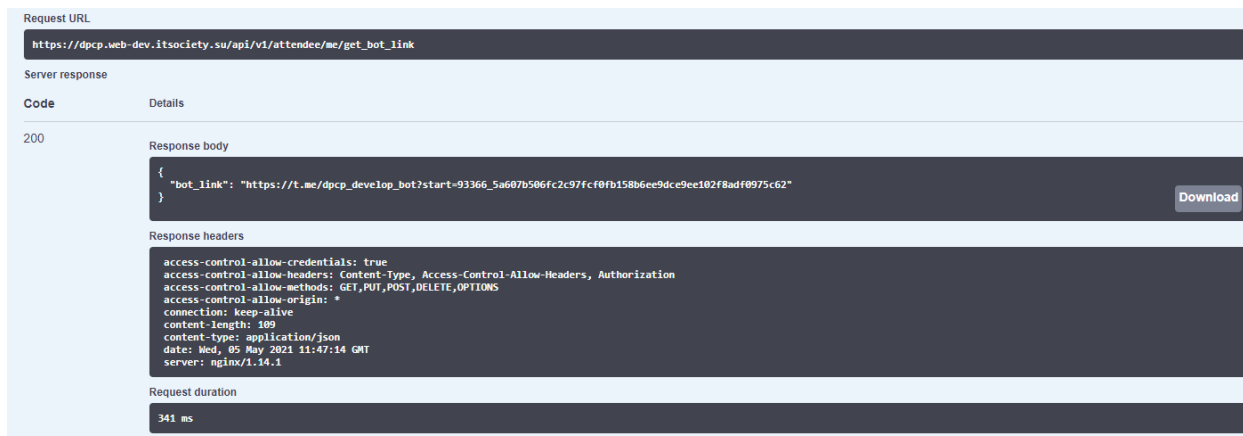 Request URL
https://dpcp.web-dev.itsociety.su/api/v1/attendee/me/get_bot_link
Server response
Code Details
200
Response body
{
"bot_link": "https://t.me/dpcp_develop_bot?start=93366_5a607b506fc2c97fcf0fb158b6ee9dce9ee102f8adf0975c62"
}
Download
Response headers
access-control-allow-credentials: true
access-control-allow-headers: Content-Type, Access-Control-Allow-Headers, Authorization
access-control-allow-methods: GET,PUT,POST,DELETE,OPTIONS
access-control-allow-origin: *
connection: keep-alive
content-length: 109
content-type: application/json
date: Wed, 05 May 2021 11:47:14 GMT
server: nginx/1.14.1
Request duration
341 ms